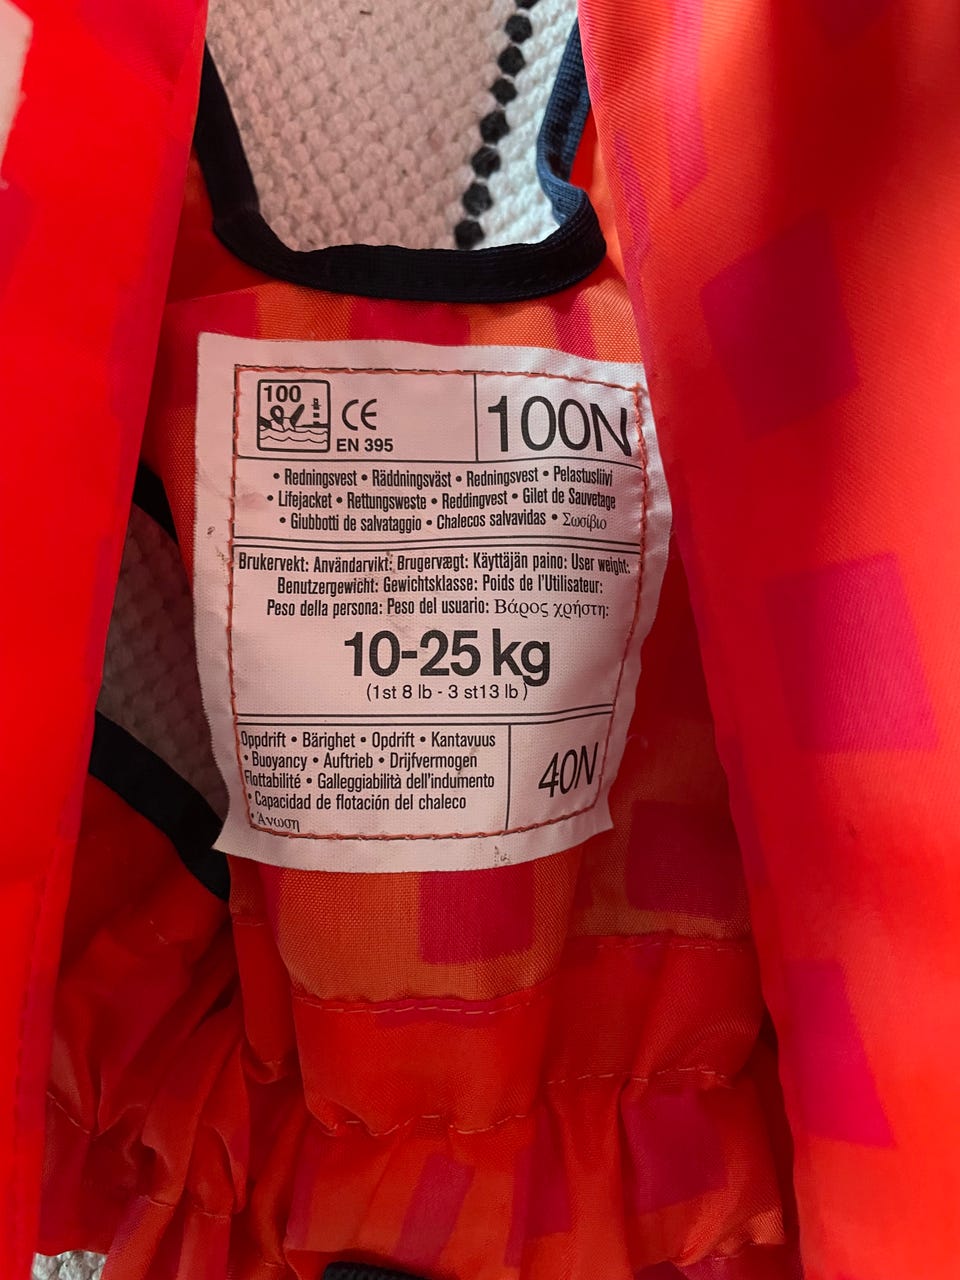 100
CE
EN 395
100N
• Redningsvest • Räddningsväst • Redningsvest • Pelastusliivi
• Lifejacket • Rettungsweste • Reddingvest • Gilet de Sauvetage
• Giubbotti de salvataggio • Chalecos salvavidas • Σωσίβιο
Brukervekt: Användarvikt: Brugervægt: Käyttäjän paino: User weight:
Benutzergewicht: Gewichtsklasse: Poids de l'Utilisateur:
Peso della persona: Peso del usuario: Βάρος χρήστη:
10-25 kg
(1st 8 lb - 3 st13 lb )
Oppdrift • Bärighet • Opdrift • Kantavuus
• Buoyancy • Auftrieb • Drijfvermogen
Flottabilité • Galleggiabilità dell'indumento
• Capacidad de flotación del chaleco
• Άνωση
40N